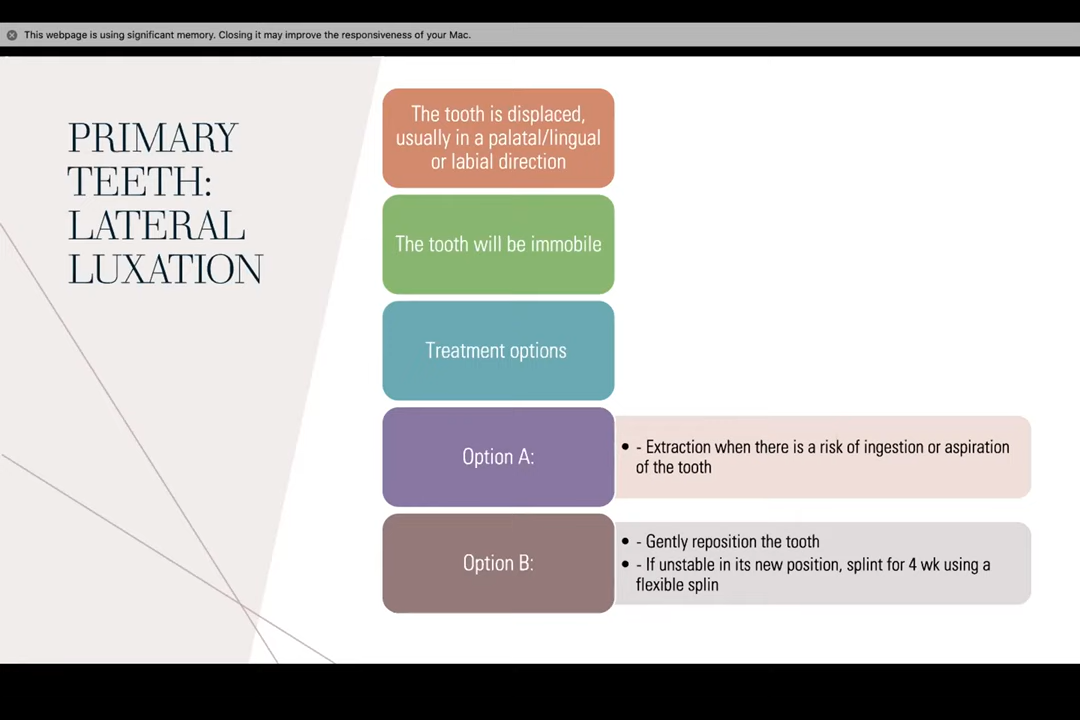 This webpage is using significant memory. Closing it may improve the responsiveness of your Mac.
PRIMARY
TEETH:
LATERAL
LUXATION
The tooth is displaced,
usually in a palatal/lingual
or labial direction
The tooth will be immobile
Treatment options
Option A:
• - Extraction when there is a risk of ingestion or aspiration
of the tooth
Option B:
• - Gently reposition the tooth
• - If unstable in its new position, splint for 4 wk using a
flexible splin